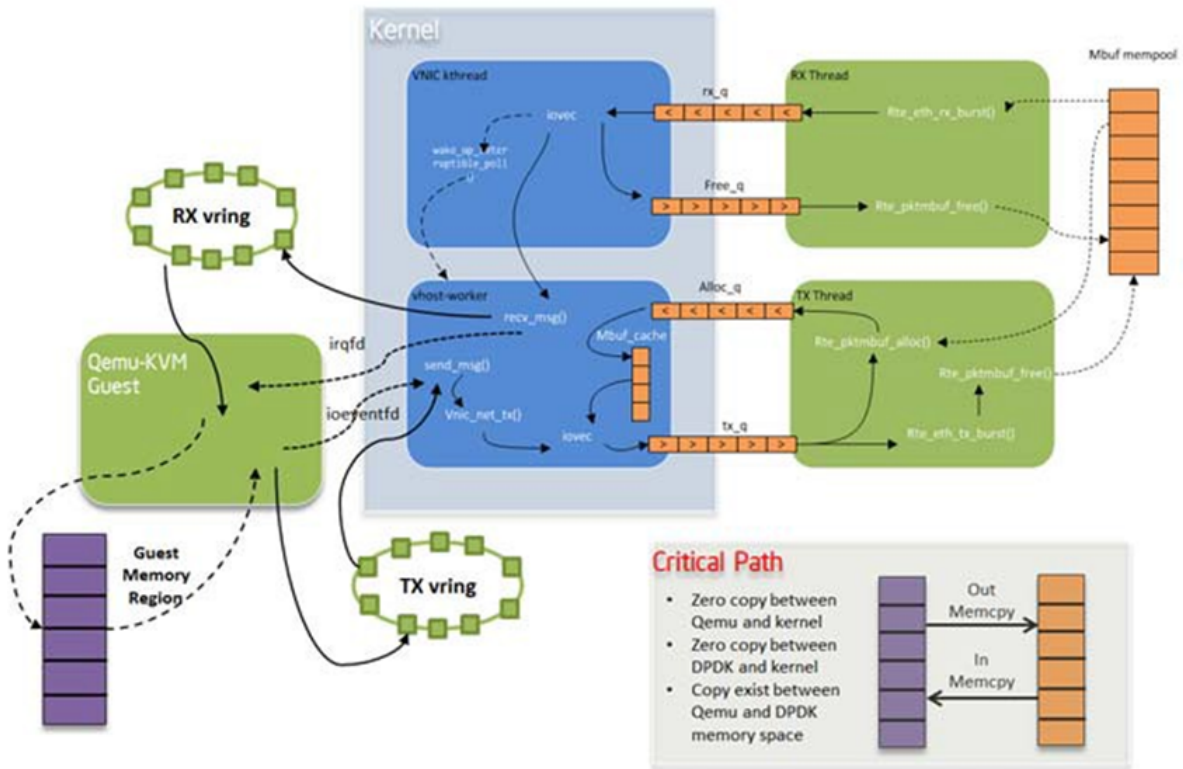 Kernel
VNIC kthread
iovec
wake_up_inter
ruptible_poll
()
rx_q
< < < < <
RX Thread
Rte_eth_rx_burst()
Mbuf mempool
Free_q
> > > > >
Rte_pktmbuf_free()
RX vring
vhost-worker
recv_msg()
Alloc_q
< < < < <
Mbuf_cache
TX Thread
Rte_pktmbuf_alloc()
Rte_pktmbuf_free()
send_msg()
Vnic_net_tx()
iovec
tx_q
> > > > >
Rte_eth_tx_burst()
Qemu-KVM
Guest
irqfd
ioeventfd
Guest
Memory
Region
TX vring
Critical Path
• Zero copy between
Qemu and kernel
• Zero copy between
DPDK and kernel
• Copy exist between
Qemu and DPDK
memory space
Out
Memcpy
In
Memcpy